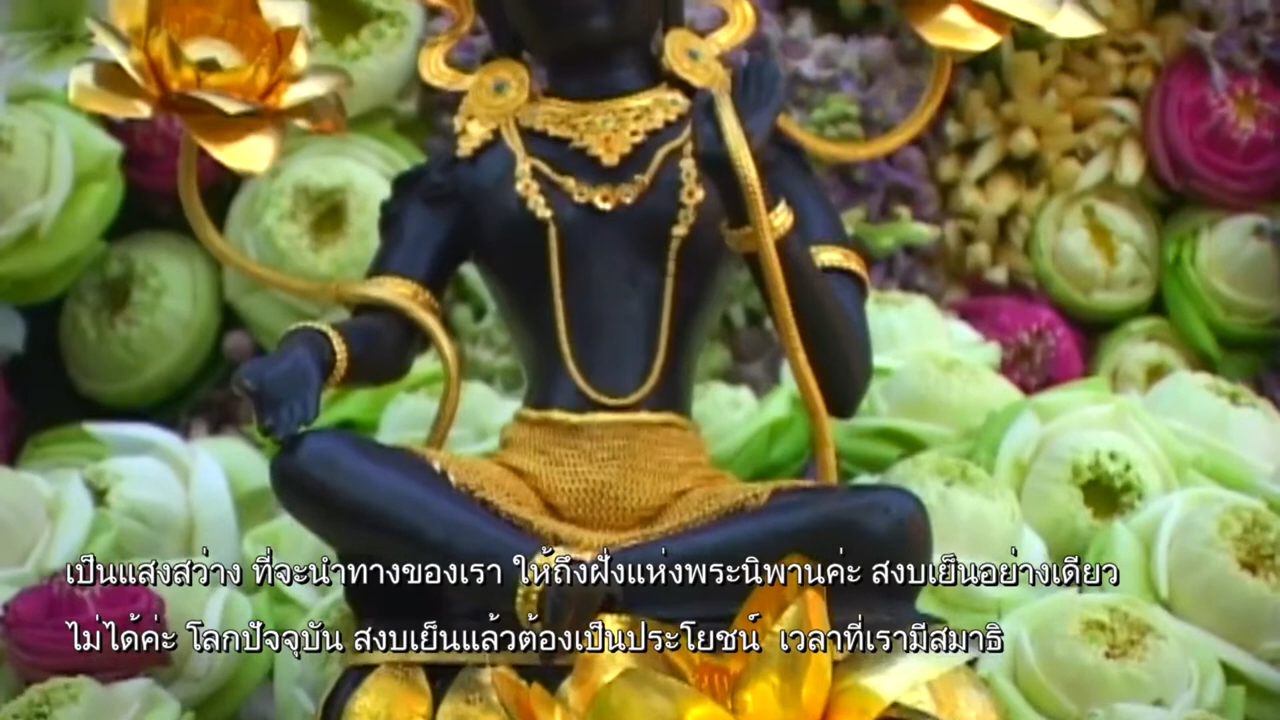 เป็นแสงสว่าง ที่จะนำทางของเรา ให้ถึงฝั่งแห่งพระนิพานค่ะ สงบเย็นอย่างเดียว
ไม่ได้ค่ะ โลกปัจจุบัน สงบเย็นแล้วต้องเป็นประโยชน์ เวลาที่เรามีสมาธิ